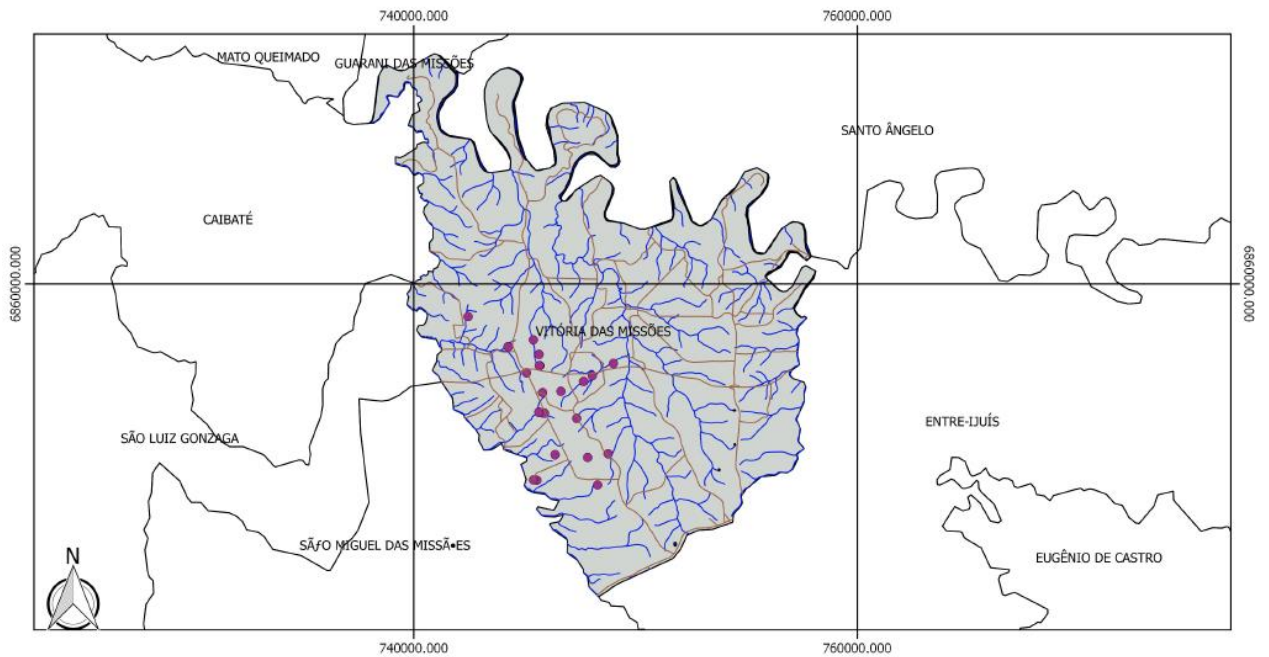 740000.000
760000.000
MATO QUEIMADO
GUARANI DAS MISSÕES
SANTO ÂNGELO
CAIBATÉ
6860000.000
6860000.000
VITÓRIA DAS MISSÕES
ENTRE-IJUÍS
SÃO LUIZ GONZAGA
SÃƒO MIGUEL DAS MISSÃ•ES
EUGÊNIO DE CASTRO
N
740000.000
760000.000